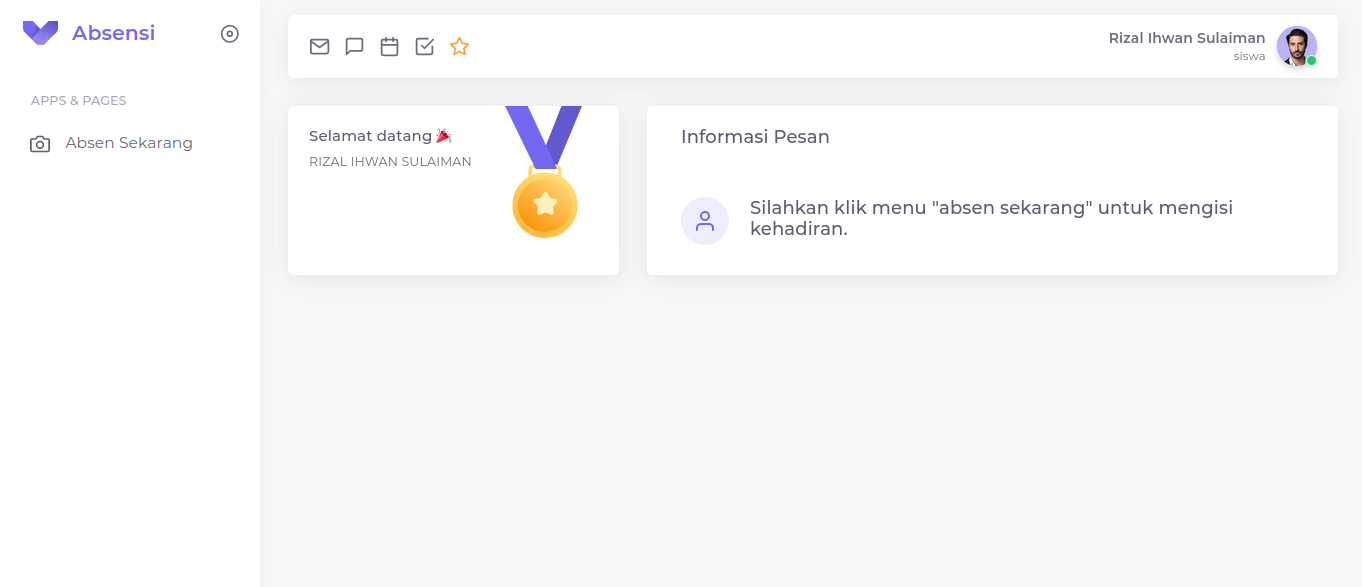 Absensi
APPS & PAGES
Absen Sekarang
Rizal Ihwan Sulaiman
siswa
Selamat datang 🎉
RIZAL IHWAN SULAIMAN
Informasi Pesan
Silahkan klik menu "absen sekarang" untuk mengisi
kehadiran.